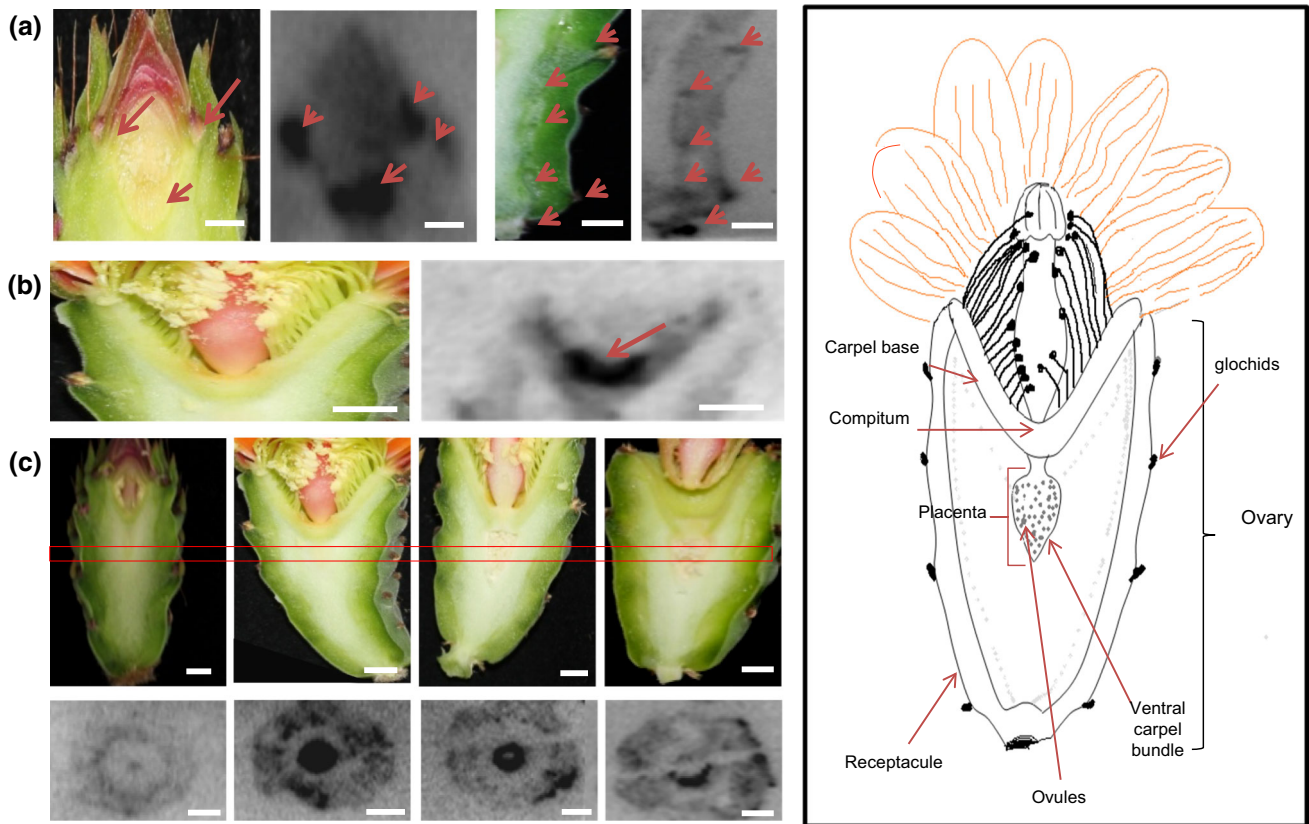 (a)
(b)
(c)
Carpel base
glochids
Compitum
Placenta
Ovary
Ventral
carpel
bundle
Receptacule
Ovules